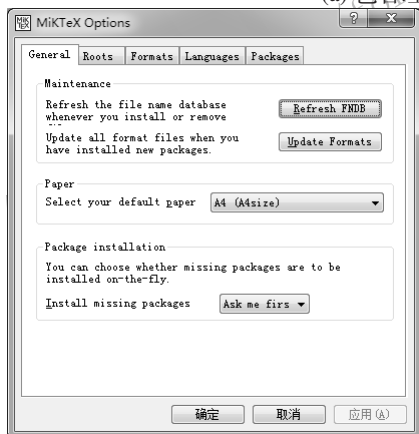 MiKTeX Options
General Roots Formats Languages Packages
Maintenance
Refresh the file name database
whenever you install or remove
Refresh FNDB
Update all format files when you
have installed new packages.
Update Formats
Paper
Select your default paper A4 (A4size)
Package installation
You can choose whether missing packages are to be
installed on-the-fly.
Install missing packages Ask me firs
确定 取消 应用(A)